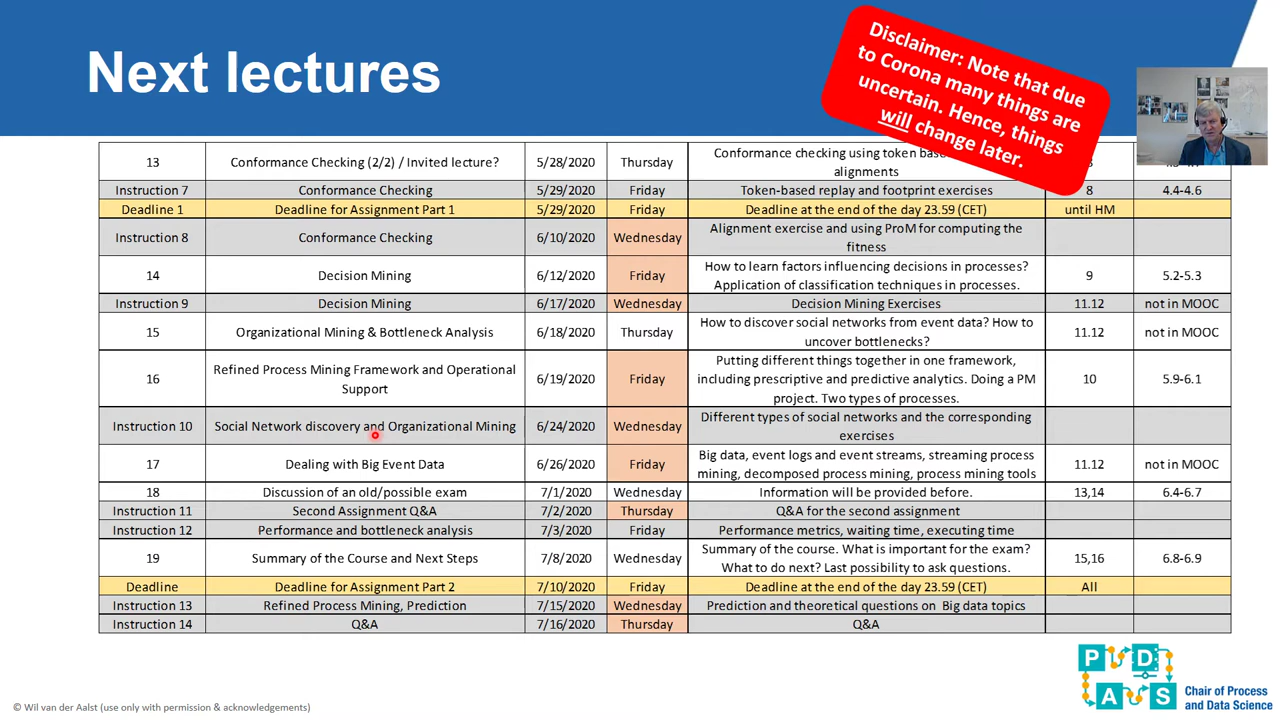 Next lectures
Disclaimer: Note that due
to Corona many things are
uncertain. Hence, things
will change later.
13 Conformance Checking (2/2) / Invited lecture? 5/28/2020 Thursday Conformance checking using token
alignments
Instruction 7 Conformance Checking 5/29/2020 Friday Token-based replay and footprint exercises 8 4.4-4.6
Deadline 1 Deadline for Assignment Part 1 5/29/2020 Friday Deadline at the end of the day 23.59 (CET) until HM
Instruction 8 Conformance Checking 6/10/2020 Wednesday Alignment exercise and using ProM for computing the
fitness
14 Decision Mining 6/12/2020 Friday How to learn factors influencing decisions in processes?
Application of classification techniques in processes. 9 5.2-5.3
Instruction 9 Decision Mining 6/17/2020 Wednesday Decision Mining Exercises 11.12 not in MOOC
15 Organizational Mining & Bottleneck Analysis 6/18/2020 Thursday How to discover social networks from event data? How to
uncover bottlenecks? 11.12 not in MOOC
16 Refined Process Mining Framework and Operational
Support 6/19/2020 Friday Putting different things together in one framework,
including prescriptive and predictive analytics. Doing a PM
project. Two types of processes. 10 5.9-6.1
Instruction 10 Social Network discovery and Organizational Mining 6/24/2020 Wednesday Different types of social networks and the corresponding
exercises
17 Dealing with Big Event Data 6/26/2020 Friday Big data, event logs and event streams, streaming process
mining, decomposed process mining, process mining tools 11.12 not in MOOC
18 Discussion of an old/possible exam 7/1/2020 Wednesday Information will be provided before. 13,14 6.4-6.7
Instruction 11 Second Assignment Q&A 7/2/2020 Thursday Q&A for the second assignment
Instruction 12 Performance and bottleneck analysis 7/3/2020 Friday Performance metrics, waiting time, executing time
19 Summary of the Course and Next Steps 7/8/2020 Wednesday Summary of the course. What is important for the exam?
What to do next? Last possibility to ask questions. 15,16 6.8-6.9
Deadline Deadline for Assignment Part 2 7/10/2020 Friday Deadline at the end of the day 23.59 (CET) All
Instruction 13 Refined Process Mining, Prediction 7/15/2020 Wednesday Prediction and theoretical questions on Big data topics
Instruction 14 Q&A 7/16/2020 Thursday Q&A
P D
A S
Chair of Process
and Data Science
© Wil van der Aalst (use only with permission & acknowledgements)